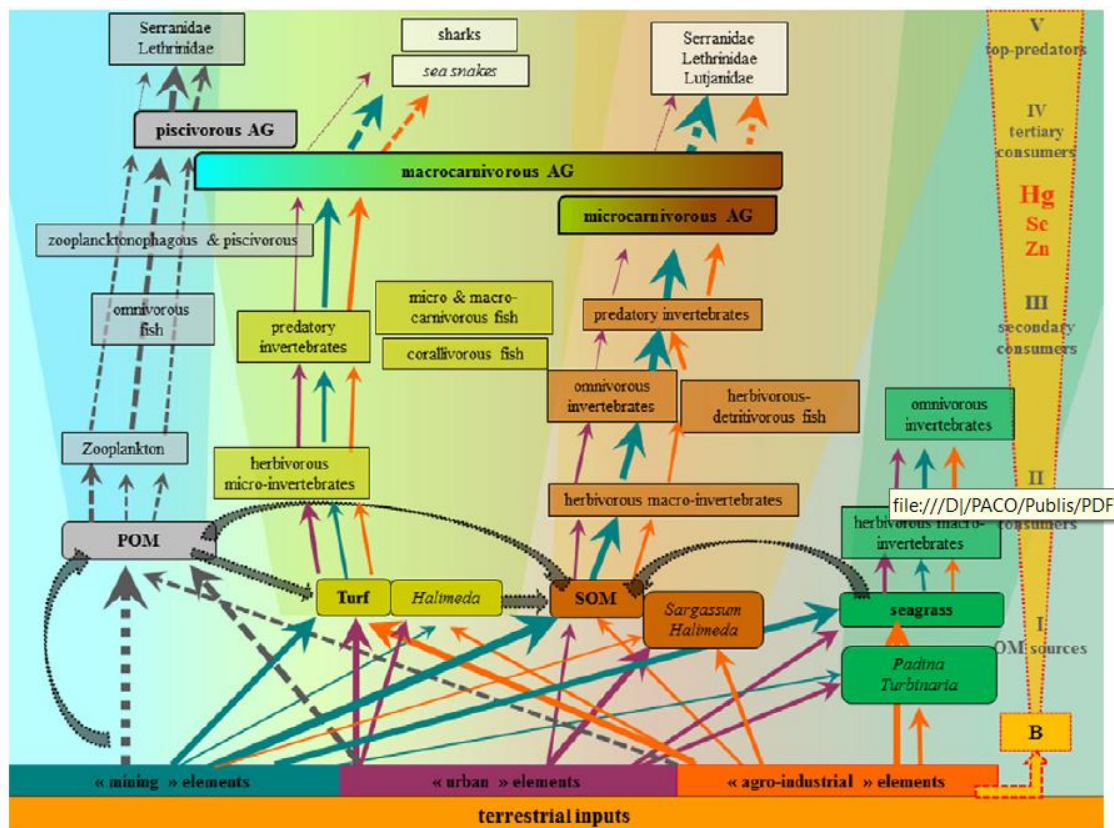 Serranidae
Lethrinidae
sharks
sea snakes
Serranidae
Lethrinidae
Lutjanidae
V
top-predators
piscivorous AG
IV
tertiary
consumers
macrocarnivorous AG
microcarnivorous AG
Hg
Se
Zn
zooplancktonophagous & piscivorous
omnivorous
fish
predatory
invertebrates
micro & macro-
carnivorous fish
corallivorous fish
predatory invertebrates
III
secondary
consumers
omnivorous
invertebrates
herbivorous-
detritivorous fish
omnivorous
invertebrates
Zooplankton
herbivorous
micro-invertebrates
herbivorous macro-invertebrates
II
consumers
file:///D|/PACO/Publis/PDF
herbivorous macro-
invertebrates
POM
Turf
Halimeda
SOM
Sargassum
Halimeda
seagrass
I
OM sources
Padina
Turbinaria
B
« mining » elements
« urban » elements
« agro-industrial » elements
terrestrial inputs